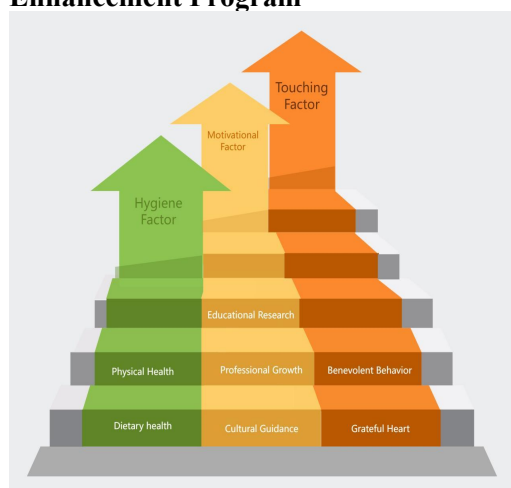 Enhancement Program
Touching
Factor
Motivational
Factor
Hygiene
Factor
Educational Research
Physical Health
Professional Growth
Benevolent Behavior
Dietary health
Cultural Guidance
Grateful Heart